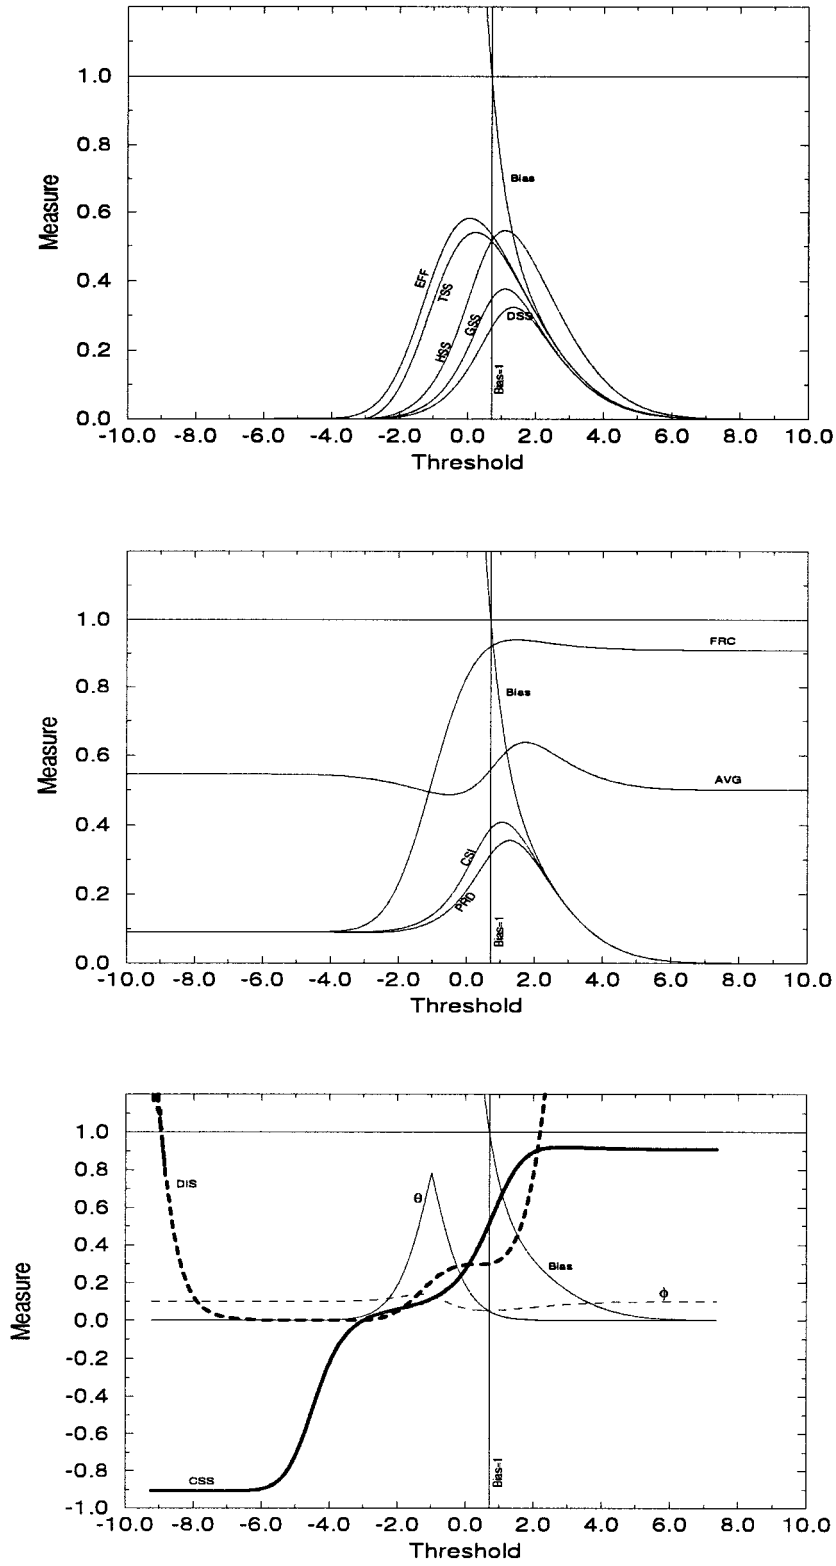 1.0
0.8
0.6
0.4
0.2
0.0
Measure
Bias
EFF
TSS
HSS
GSS
DSS
Bias=1
-10.0 -8.0 -6.0 -4.0 -2.0 0.0 2.0 4.0 6.0 8.0 10.0
Threshold
1.0
0.8
0.6
0.4
0.2
0.0
Measure
FRC
Bias
AVG
CSI
PRD
Bias=1
-10.0 -8.0 -6.0 -4.0 -2.0 0.0 2.0 4.0 6.0 8.0 10.0
Threshold
1.0
0.8
0.6
0.4
0.2
0.0
-0.2
-0.4
-0.6
-0.8
-1.0
Measure
DIS
θ
Bias
ϕ
CSS
Bias=1
-10.0 -8.0 -6.0 -4.0 -2.0 0.0 2.0 4.0 6.0 8.0 10.0
Threshold